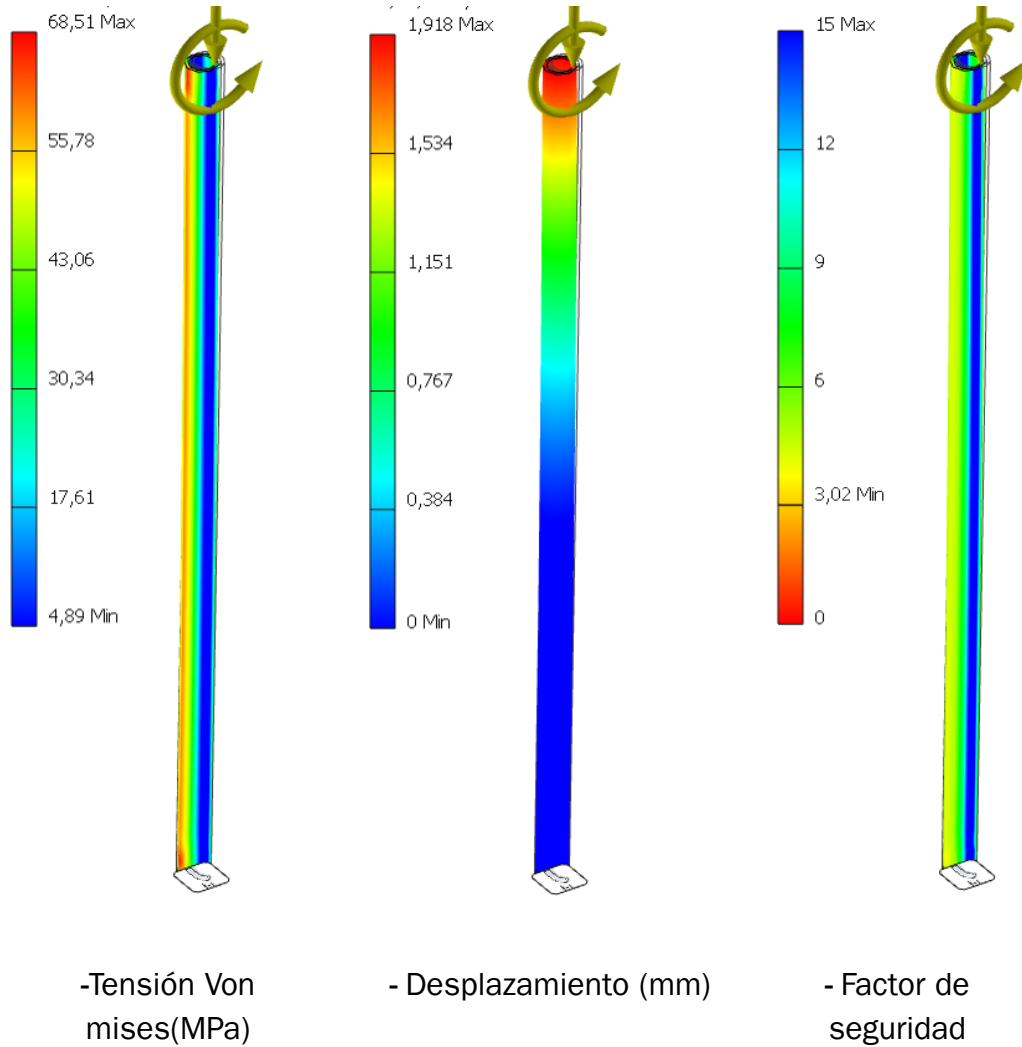 68,51 Max
55,78
43,06
30,34
17,61
4,89 Min
1,918 Max
1,534
1,151
0,767
0,384
0 Min
15 Max
12
9
6
3,02 Min
0
-Tensión Von
mises(MPa)
- Desplazamiento (mm)
- Factor de
seguridad